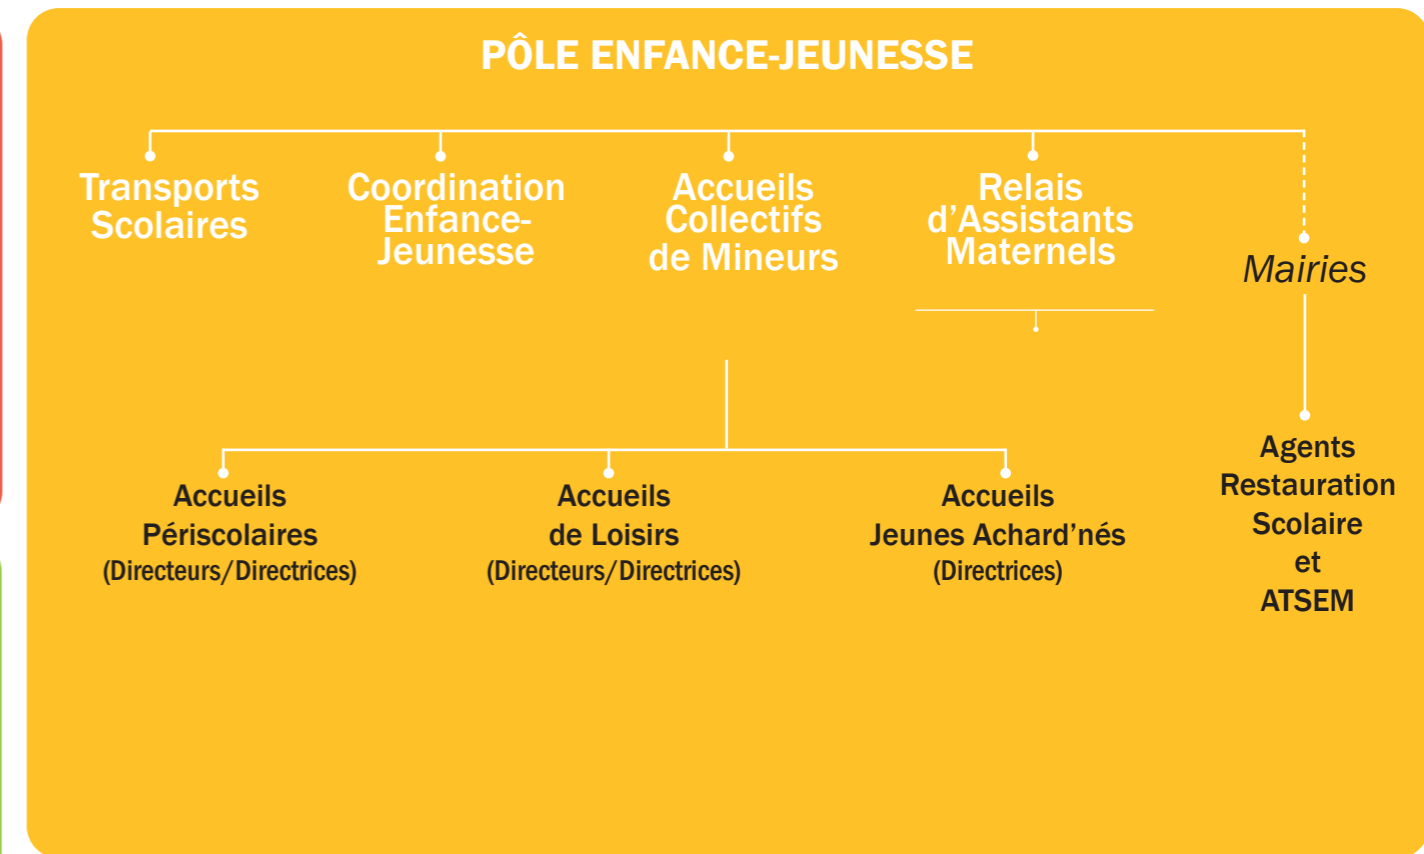 PÔLE ENFANCE-JEUNESSE
Transports
Scolaires
Coordination
Enfance-
Jeunesse
Accueils
Collectifs
de Mineurs
Relais
d’Assistants
Maternels
Mairies
Accueils
Périscolaires
(Directeurs/Directrices)
Accueils
de Loisirs
(Directeurs/Directrices)
Accueils
Jeunes Achard’nés
(Directrices)
Agents
Restauration
Scolaire
et
ATSEM